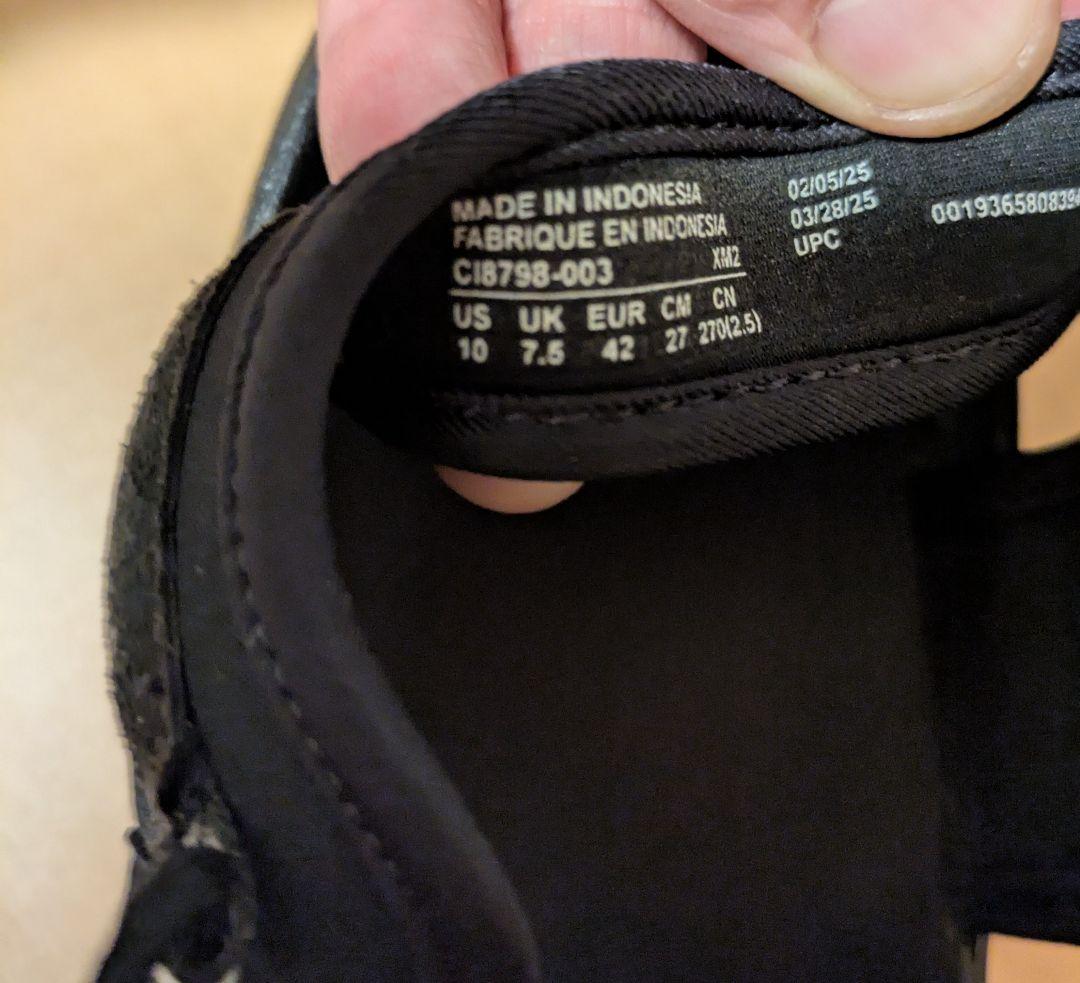 MADE IN INDONESIA
FABRIQUE EN INDONESIA
CI8798-003 XM2
US UK EUR CM CN
10 7.5 42 27 270(2.5)
02/05/25
03/28/25
UPC